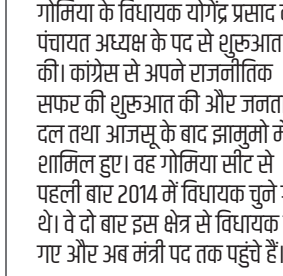 गोमिया के विधायक योगेंद्र प्रसाद
पंचायत अध्यक्ष के पद से शुरुआत
की। कांग्रेस से अपने राजनीतिक
सफर की शुरुआत की और जनता
दल तथा आजसू के बाद झामुमो में
शामिल हुए। वह गोमिया सीट से
पहली बार 2014 में विधायक चुने
थे। वे दो बार इस क्षेत्र से विधायक
गए और अब मंत्री पद तक पहुंचे हैं।